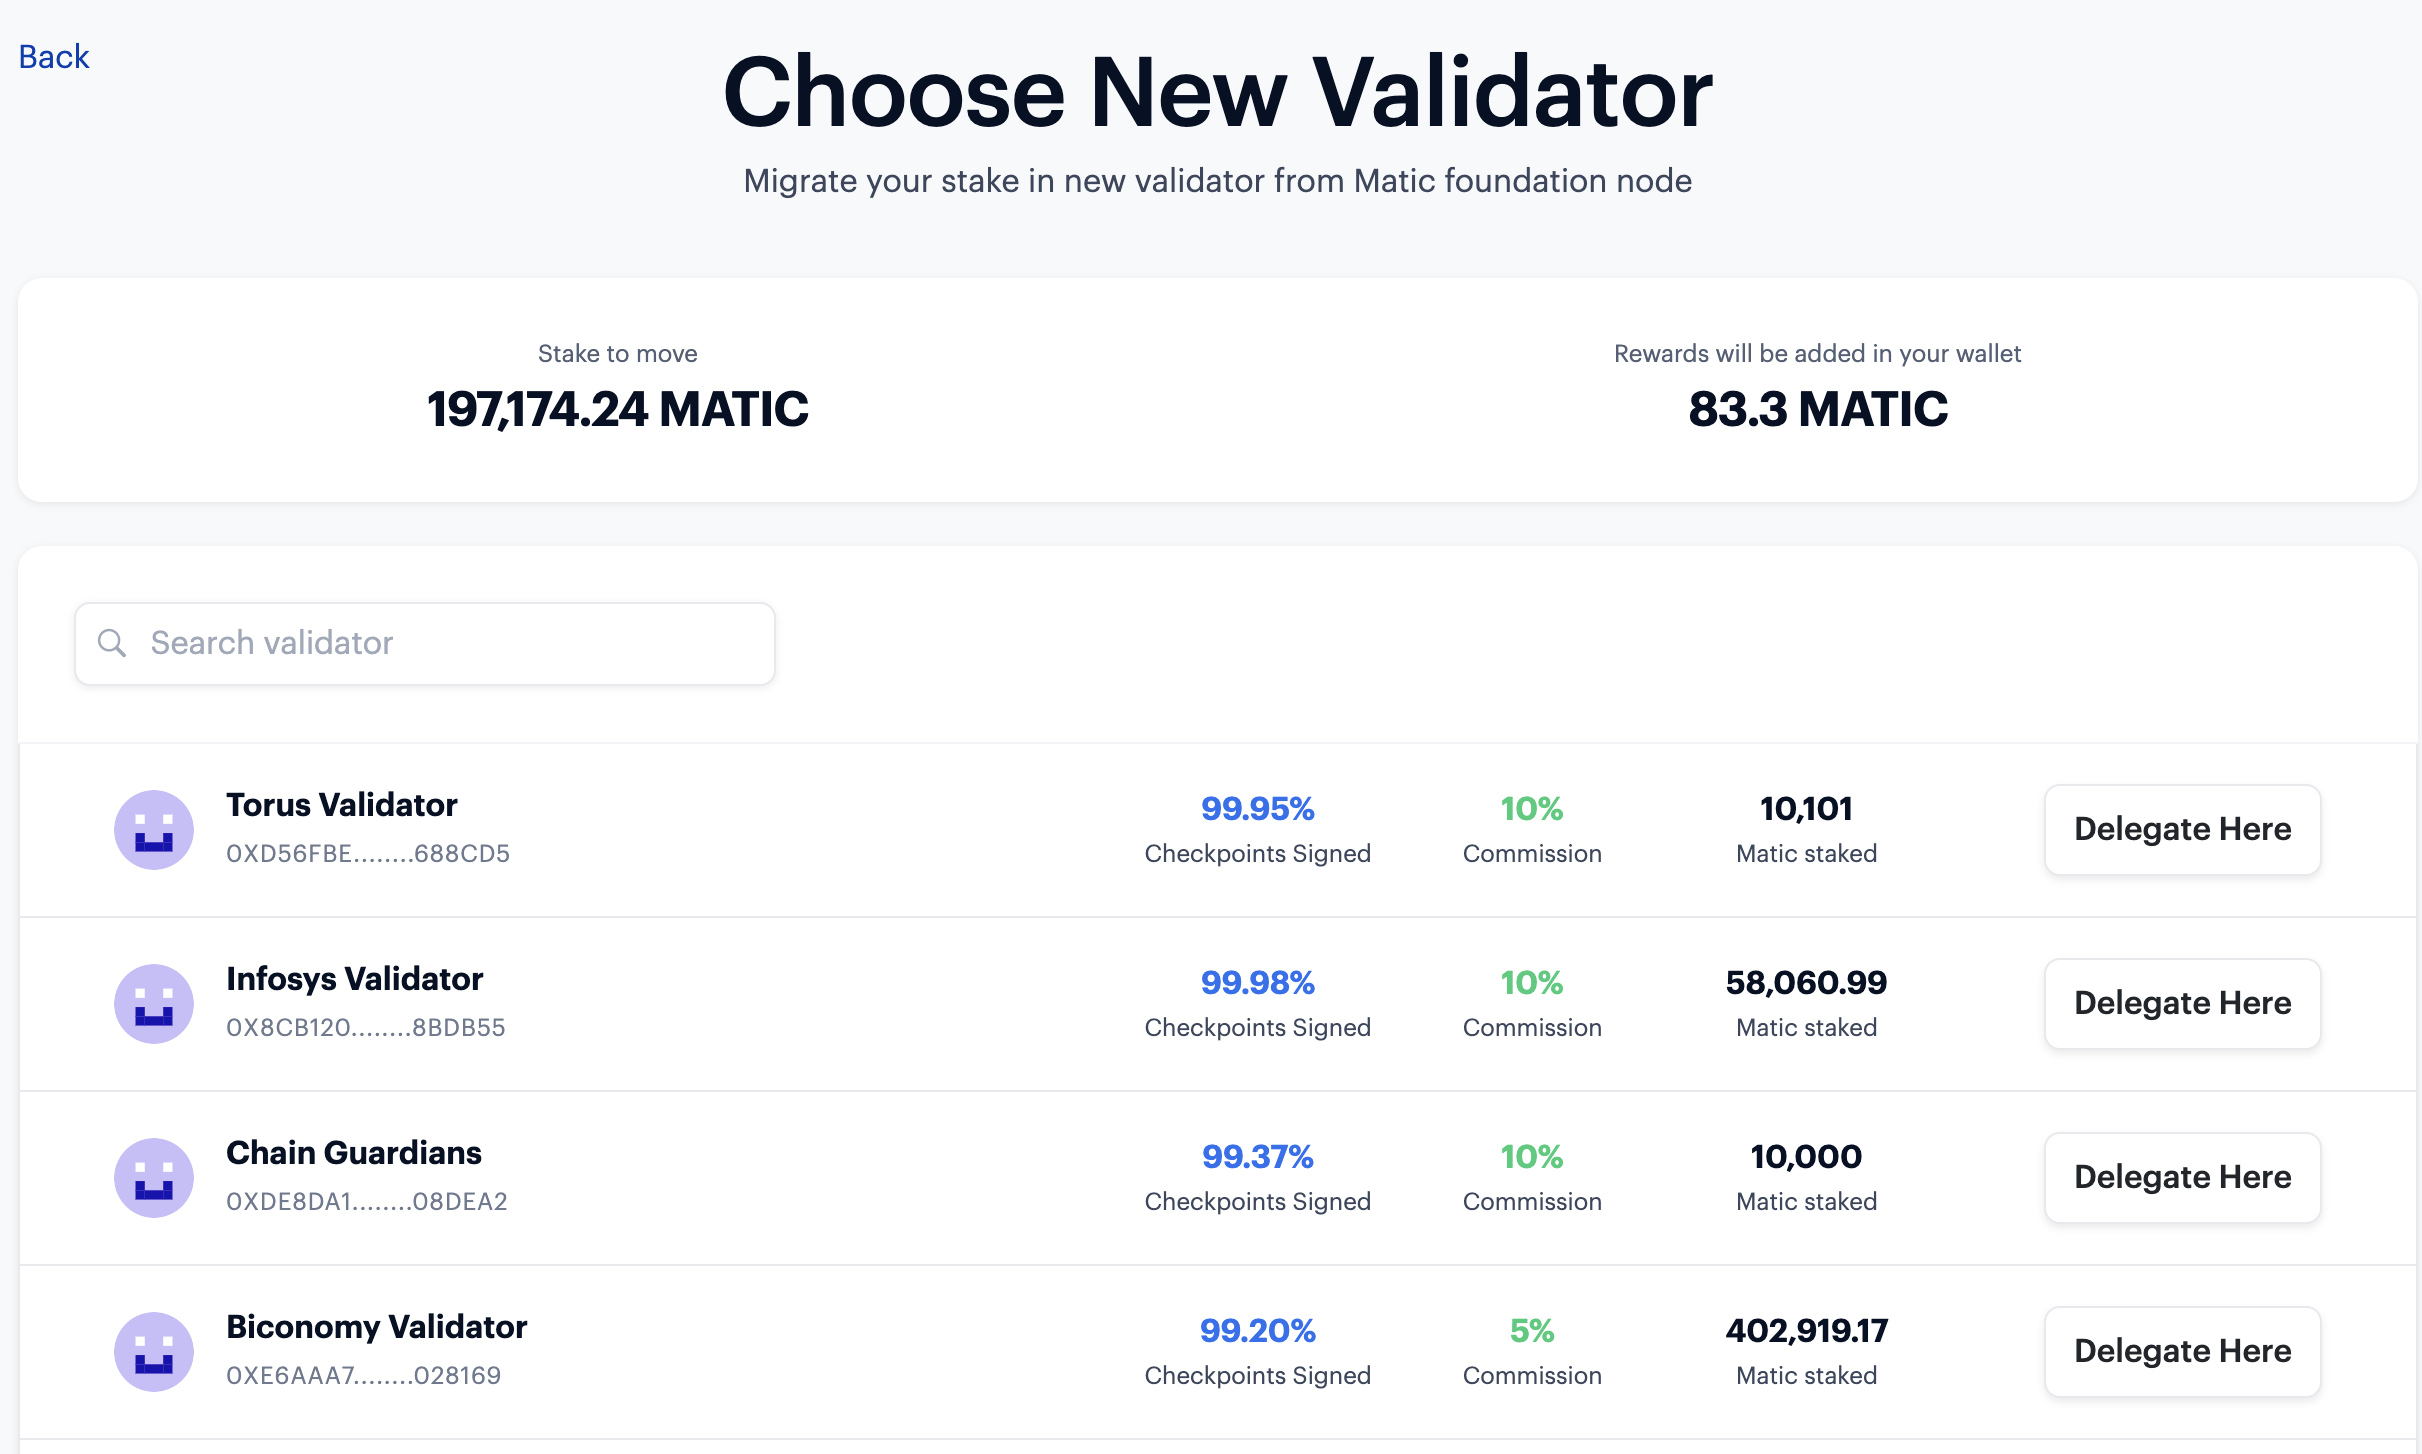 Back
Choose New Validator
Migrate your stake in new validator from Matic foundation node
Stake to move
197,174.24 MATIC
Rewards will be added in your wallet
83.3 MATIC
Search validator
Torus Validator
0XD56FBE........688CD5
99.95%
Checkpoints Signed
10%
Commission
10,101
Matic staked
Delegate Here
Infosys Validator
0X8CB120........8BDB55
99.98%
Checkpoints Signed
10%
Commission
58,060.99
Matic staked
Delegate Here
Chain Guardians
0XDE8DA1........08DEA2
99.37%
Checkpoints Signed
10%
Commission
10,000
Matic staked
Delegate Here
Biconomy Validator
0XE6AAA7........028169
99.20%
Checkpoints Signed
5%
Commission
402,919.17
Matic staked
Delegate Here